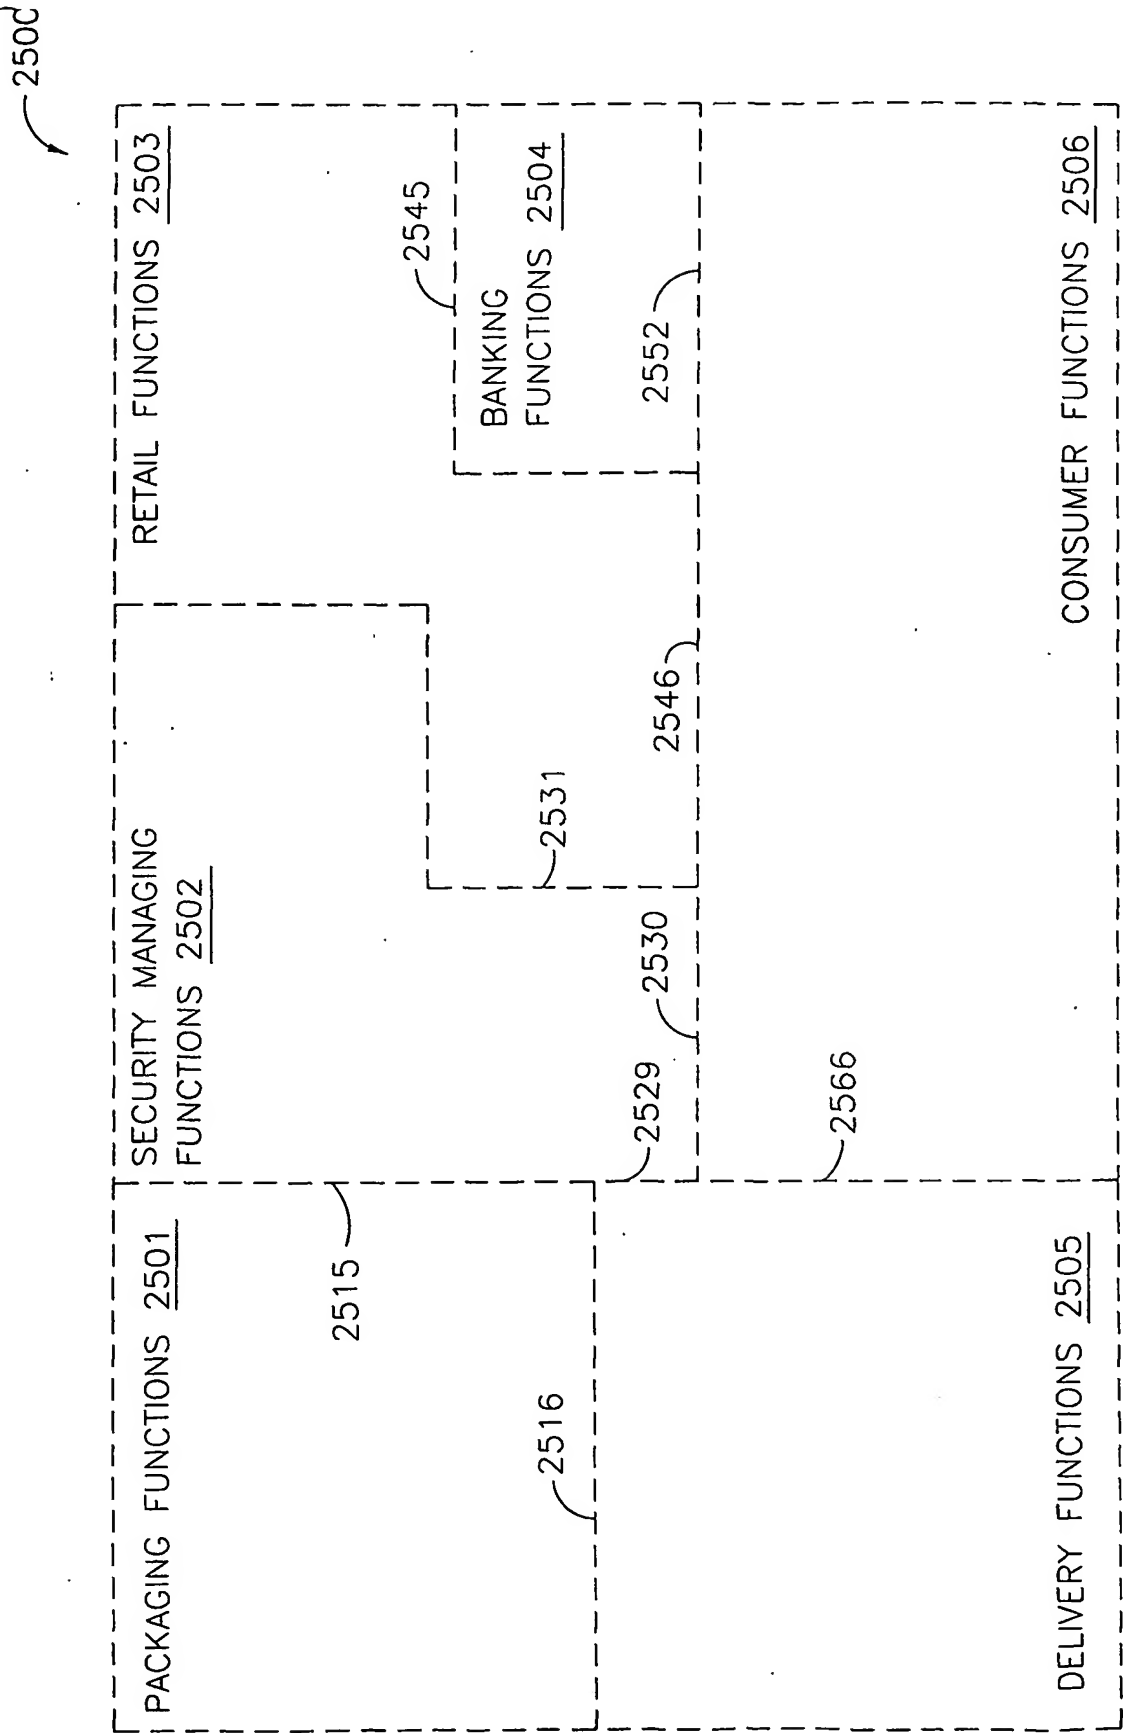 2500
PACKAGING FUNCTIONS 2501
SECURITY MANAGING
FUNCTIONS 2502
RETAIL FUNCTIONS 2503
2515
2545
BANKING
FUNCTIONS 2504
2516
2531
2529
2530
2546
2552
2566
DELIVERY FUNCTIONS 2505
CONSUMER FUNCTIONS 2506